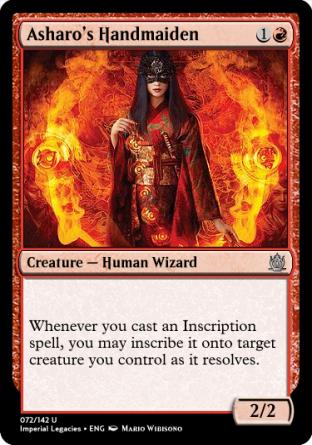 Asharo's Handmaiden 1
Creature — Human Wizard
Whenever you cast an Inscription
spell, you may inscribe it onto target
creature you control as it resolves.
072/142 U
Imperial Legacies • ENG Mario Wibisono
2/2